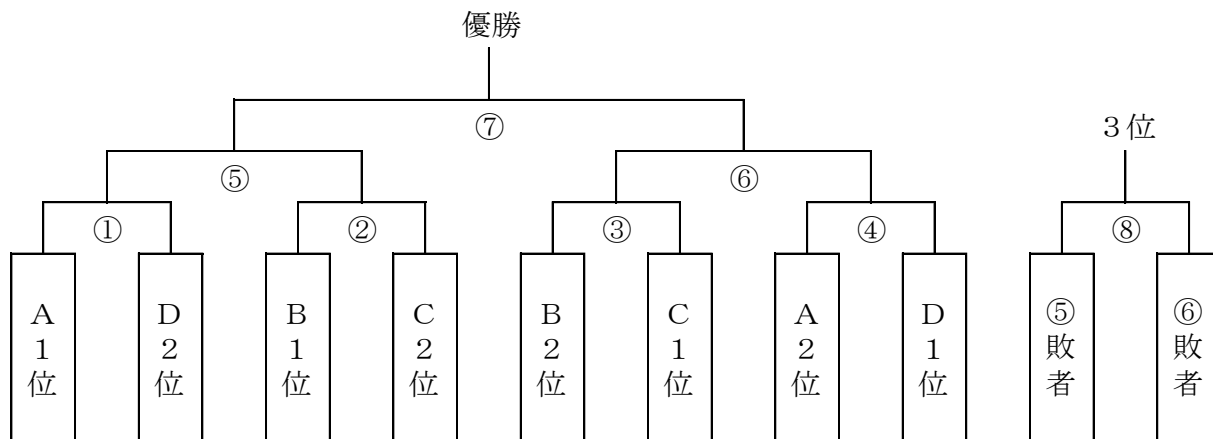 優勝
⑦
３位
⑤
⑥
①
②
③
④
⑧
Ａ１位
Ｄ２位
Ｂ１位
Ｃ２位
Ｂ２位
Ｃ１位
Ａ２位
Ｄ１位
⑤敗者
⑥敗者